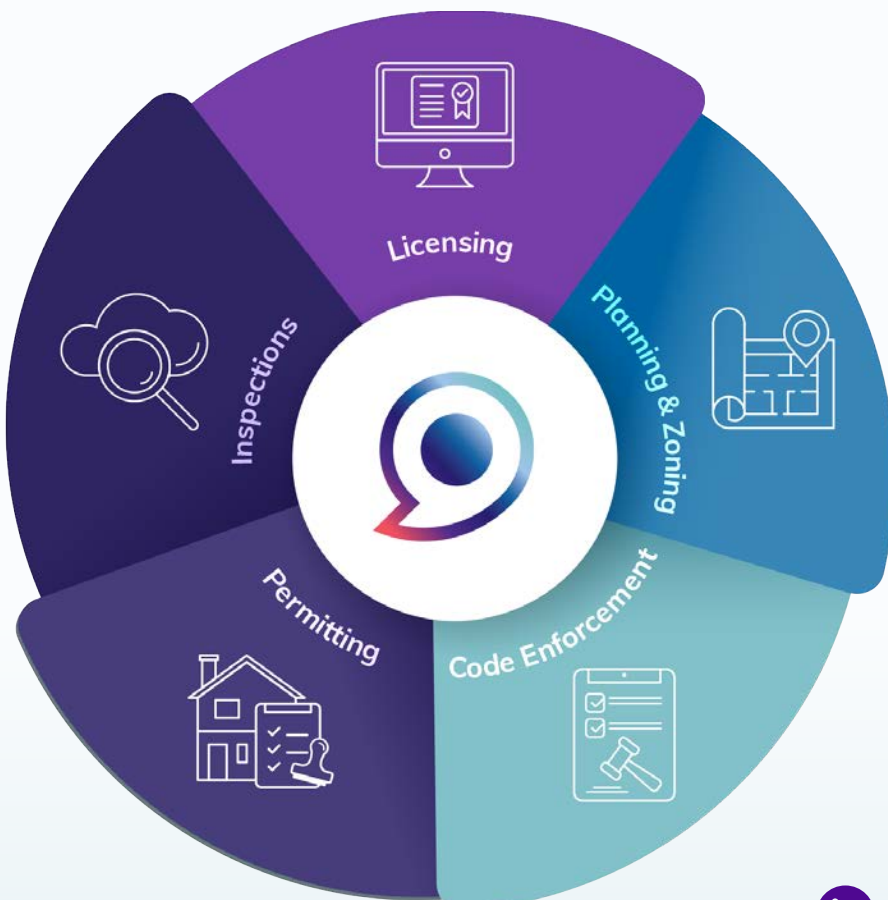 Licensing
Planning & Zoning
Code Enforcement
Permitting
Inspections